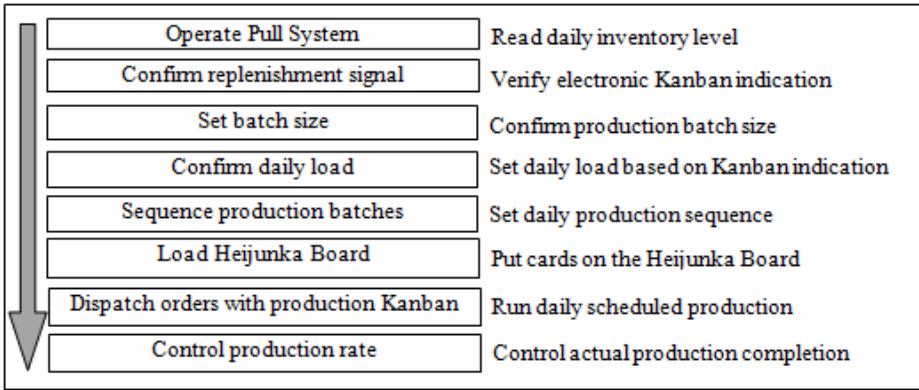 Operate Pull System Read daily inventory level
Confirm replenishment signal Verify electronic Kanban indication
Set batch size Confirm production batch size
Confirm daily load Set daily load based on Kanban indication
Sequence production batches Set daily production sequence
Load Heijunka Board Put cards on the Heijunka Board
Dispatch orders with production Kanban Run daily scheduled production
Control production rate Control actual production completion